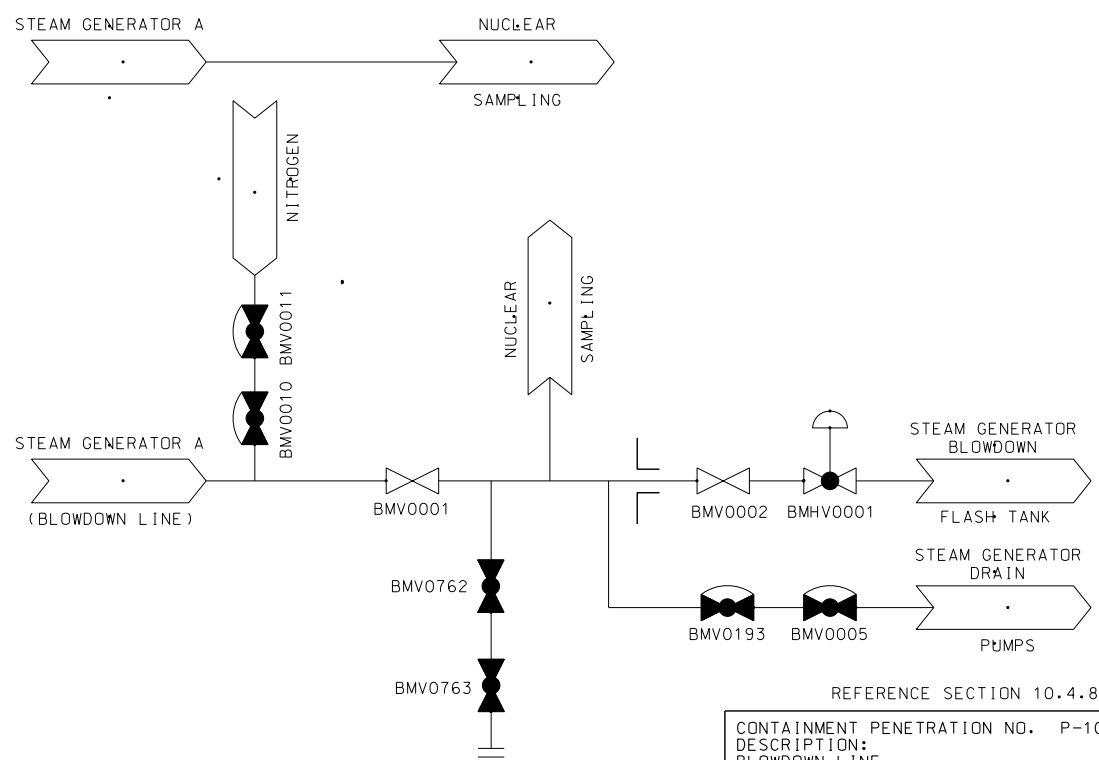 STEAM GENERATOR A
NUCLEAR
SAMPLING
NITROGEN
BMV0011
BMV0010
NUCLEAR
SAMPLING
STEAM GENERATOR A
(BLOWDOWN LINE)
BMV0001
BMV0002
BMHV0001
STEAM GENERATOR
BLOWDOWN
FLASH TANK
STEAM GENERATOR
DRAIN
PUMPS
BMV0762
BMV0193
BMV0005
BMV0763
REFERENCE SECTION 10.4.8
CONTAINMENT PENETRATION NO. P-10
DESCRIPTION:
BLOWDOWN LINE